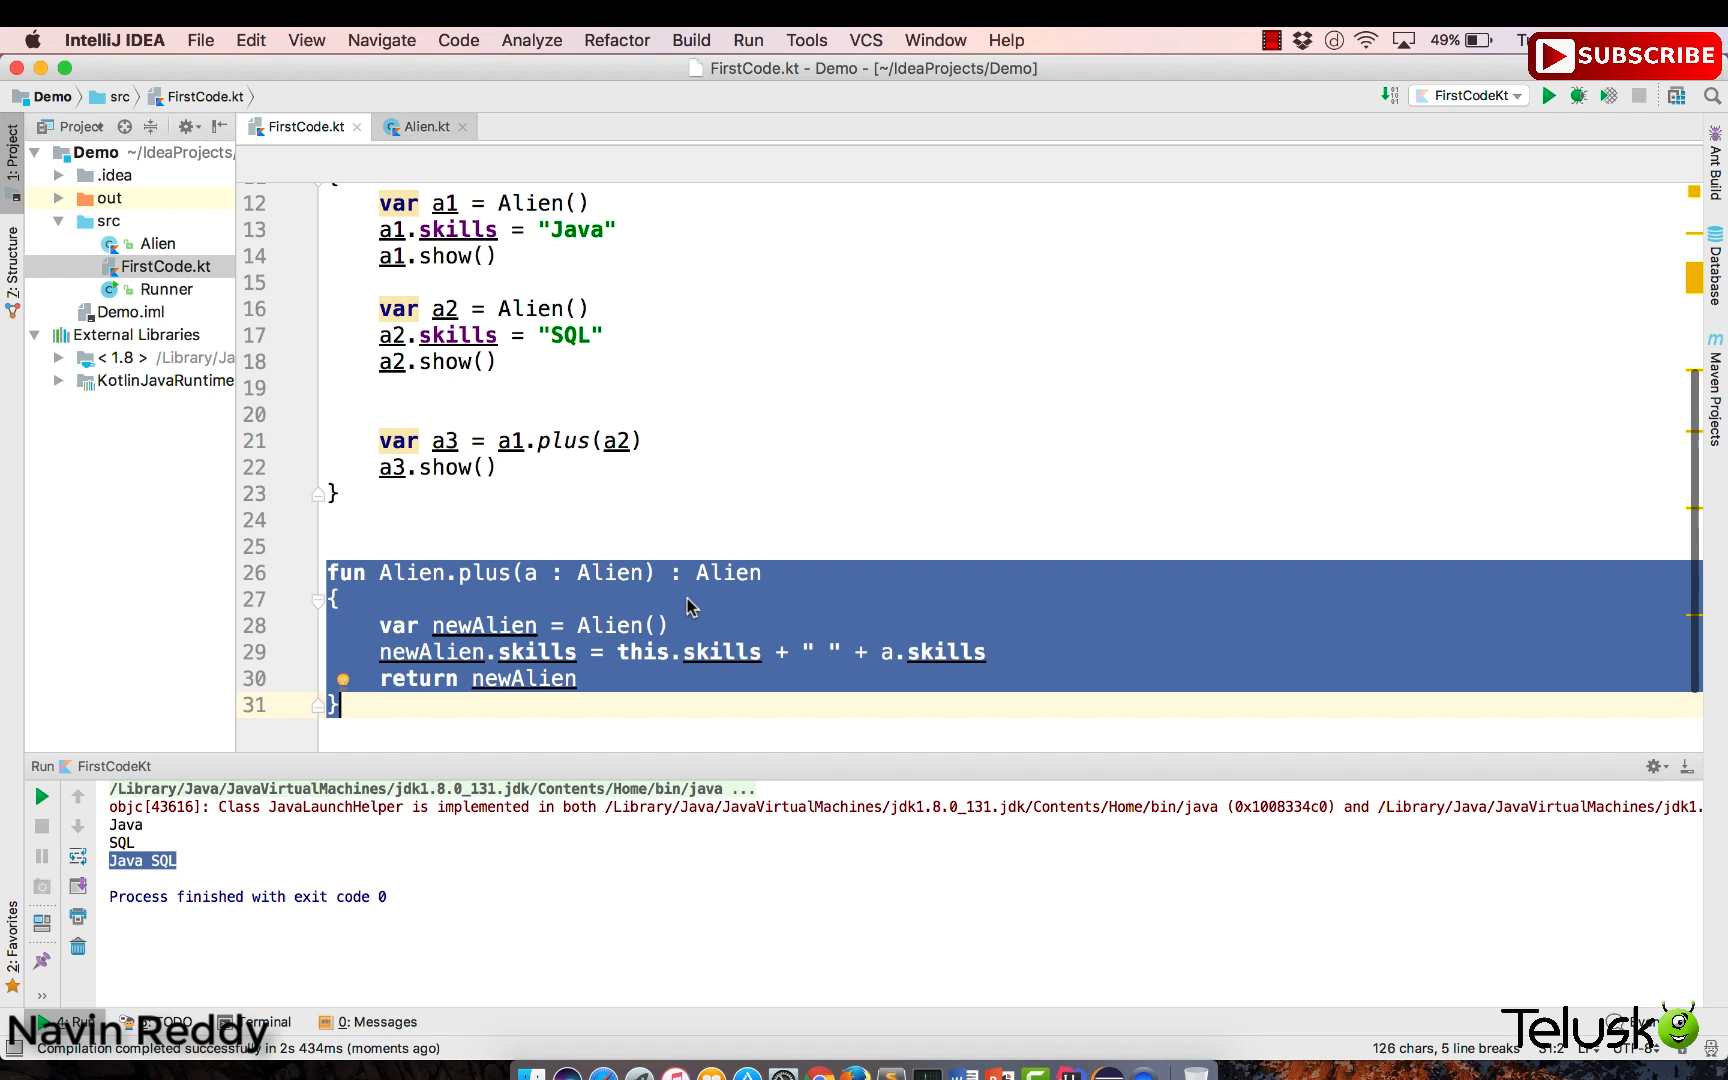 IntelliJ IDEA File Edit View Navigate Code Analyze Refactor Build Run Tools VCS Window Help
49%
SUBSCRIBE
FirstCode.kt - Demo - [~/IdeaProjects/Demo]
Demo src FirstCode.kt
FirstCodeKt
Project
FirstCode.kt
Alien.kt
1: Project
Z: Structure
2: Favorites
Demo ~/IdeaProjects/
.idea
out
src
Alien
FirstCode.kt
Runner
Demo.iml
External Libraries
< 1.8 > /Library/Ja
KotlinJavaRuntime
12 var a1 = Alien()
13 a1.skills = "Java"
14 a1.show()
15
16 var a2 = Alien()
17 a2.skills = "SQL"
18 a2.show()
19
20
21 var a3 = a1.plus(a2)
22 a3.show()
23 }
24
25
26 fun Alien.plus(a : Alien) : Alien
27 {
28 var newAlien = Alien()
29 newAlien.skills = this.skills + " " + a.skills
30 return newAlien
31 }
Ant Build
Database
Maven Projects
Run FirstCodeKt
/Library/Java/JavaVirtualMachines/jdk1.8.0_131.jdk/Contents/Home/bin/java ...
objc[43616]: Class JavaLaunchHelper is implemented in both /Library/Java/JavaVirtualMachines/jdk1.8.0_131.jdk/Contents/Home/bin/java (0x1008334c0) and /Library/Java/JavaVirtualMachines/jdk1.
Java
SQL
Java SQL
Process finished with exit code 0
4: Run TODO Terminal 0: Messages
Navin Reddy
Telusko
Compilation completed successfully in 2s 434ms (moments ago)
126 chars, 5 line breaks 31:2 UTF-8